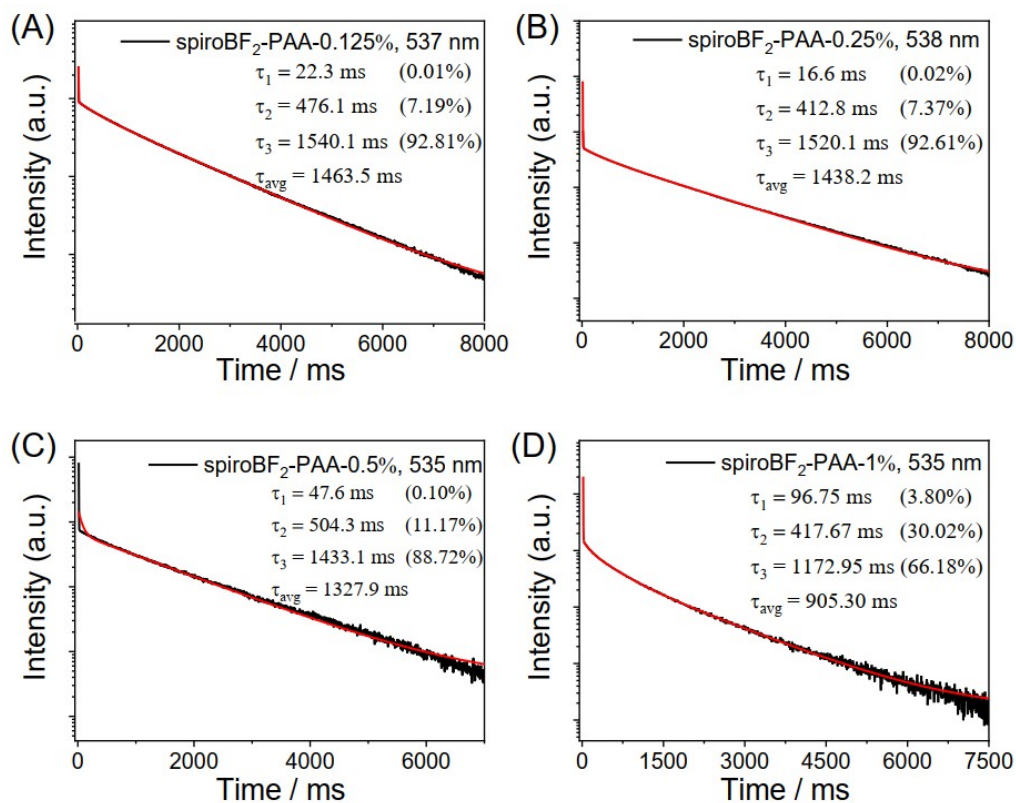 (A)
spiroBF₂-PAA-0.125%, 537 nm
τ₁ = 22.3 ms (0.01%)
τ₂ = 476.1 ms (7.19%)
τ₃ = 1540.1 ms (92.81%)
τavg = 1463.5 ms
Intensity (a.u.)
0 2000 4000 6000 8000
Time / ms
(B)
spiroBF₂-PAA-0.25%, 538 nm
τ₁ = 16.6 ms (0.02%)
τ₂ = 412.8 ms (7.37%)
τ₃ = 1520.1 ms (92.61%)
τavg = 1438.2 ms
Intensity (a.u.)
0 2000 4000 6000 8000
Time / ms
(C)
spiroBF₂-PAA-0.5%, 535 nm
τ₁ = 47.6 ms (0.10%)
τ₂ = 504.3 ms (11.17%)
τ₃ = 1433.1 ms (88.72%)
τavg = 1327.9 ms
Intensity (a.u.)
0 2000 4000 6000
Time / ms
(D)
spiroBF₂-PAA-1%, 535 nm
τ₁ = 96.75 ms (3.80%)
τ₂ = 417.67 ms (30.02%)
τ₃ = 1172.95 ms (66.18%)
τavg = 905.30 ms
Intensity (a.u.)
0 1500 3000 4500 6000 7500
Time / ms